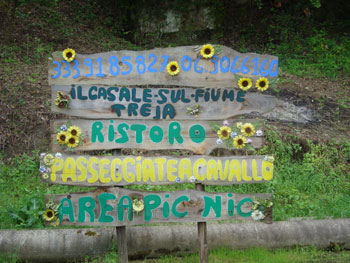 IL CASALE·SUL·FIUME
TREJA
RISTORO
PASSEGGIATE A CAVALLO
AREA PIC NIC